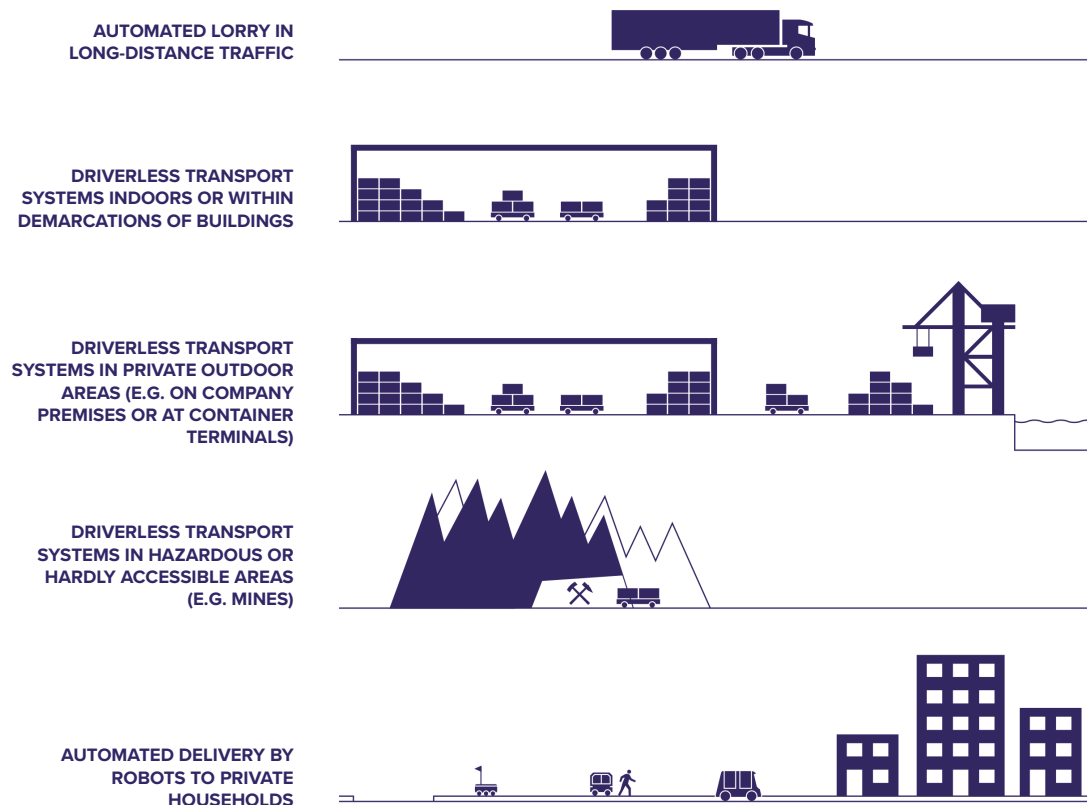 AUTOMATED LORRY IN
LONG-DISTANCE TRAFFIC
DRIVERLESS TRANSPORT
SYSTEMS INDOORS OR WITHIN
DEMARCATIONS OF BUILDINGS
DRIVERLESS TRANSPORT
SYSTEMS IN PRIVATE OUTDOOR
AREAS (E.G. ON COMPANY
PREMISES OR AT CONTAINER
TERMINALS)
DRIVERLESS TRANSPORT
SYSTEMS IN HAZARDOUS OR
HARDLY ACCESSIBLE AREAS
(E.G. MINES)
AUTOMATED DELIVERY BY
ROBOTS TO PRIVATE
HOUSEHOLDS